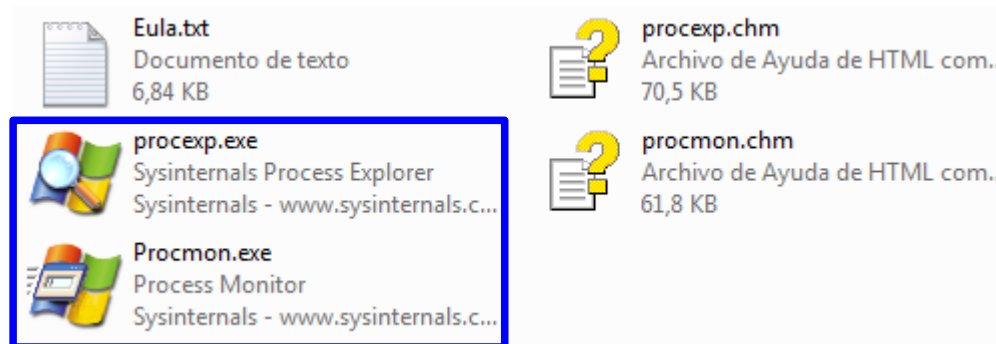 Eula.txt
Documento de texto
6,84 KB
procexp.exe
Sysinternals Process Explorer
Sysinternals - www.sysinternals.c...
Procmon.exe
Process Monitor
Sysinternals - www.sysinternals.c...
procexp.chm
Archivo de Ayuda de HTML com...
70,5 KB
procmon.chm
Archivo de Ayuda de HTML com...
61,8 KB